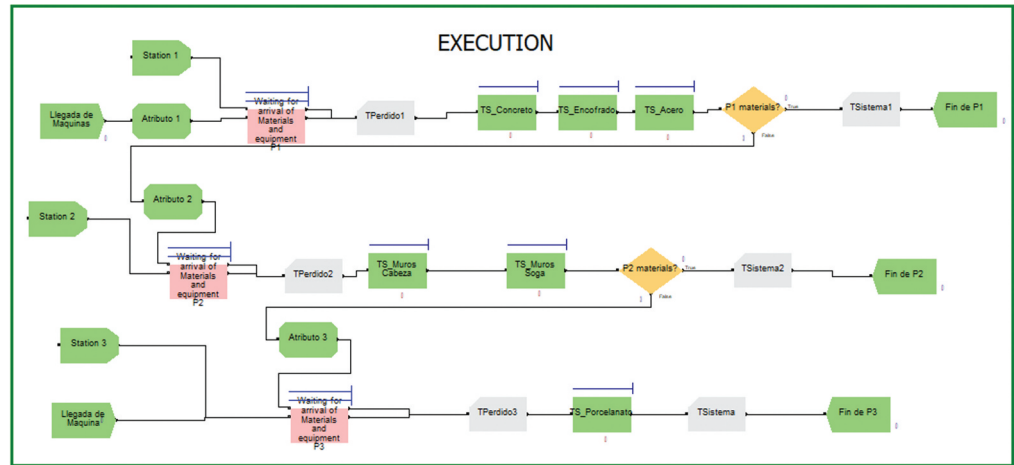 EXECUTION
Station 1
Llegada de
Maquinas
Atributo 1
Waiting for
arrival of
Materials
and
equipment
P1
TPerdido1
TS_Concreto
TS_Encofrado
TS_Acero
P1 materials?
True
False
TSistema1
Fin de P1
Atributo 2
Station 2
Waiting for
arrival of
Materials
and
equipment
P2
TPerdido2
TS_Muros
Cabeza
TS_Muros
Soga
P2 materials?
True
False
TSistema2
Fin de P2
Atributo 3
Station 3
Llegada de
Maquina
Waiting for
arrival of
Materials
and
equipment
P3
TPerdido3
TS_Porcelanato
TSistema
Fin de P3